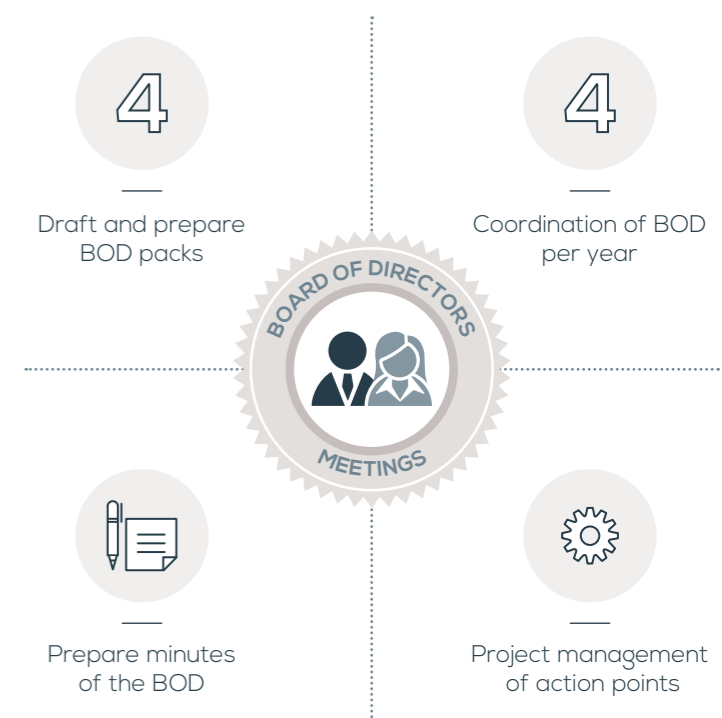 4
Draft and prepare
BOD packs
4
Coordination of BOD
per year
BOARD OF DIRECTORS
MEETINGS
Prepare minutes
of the BOD
Project management
of action points